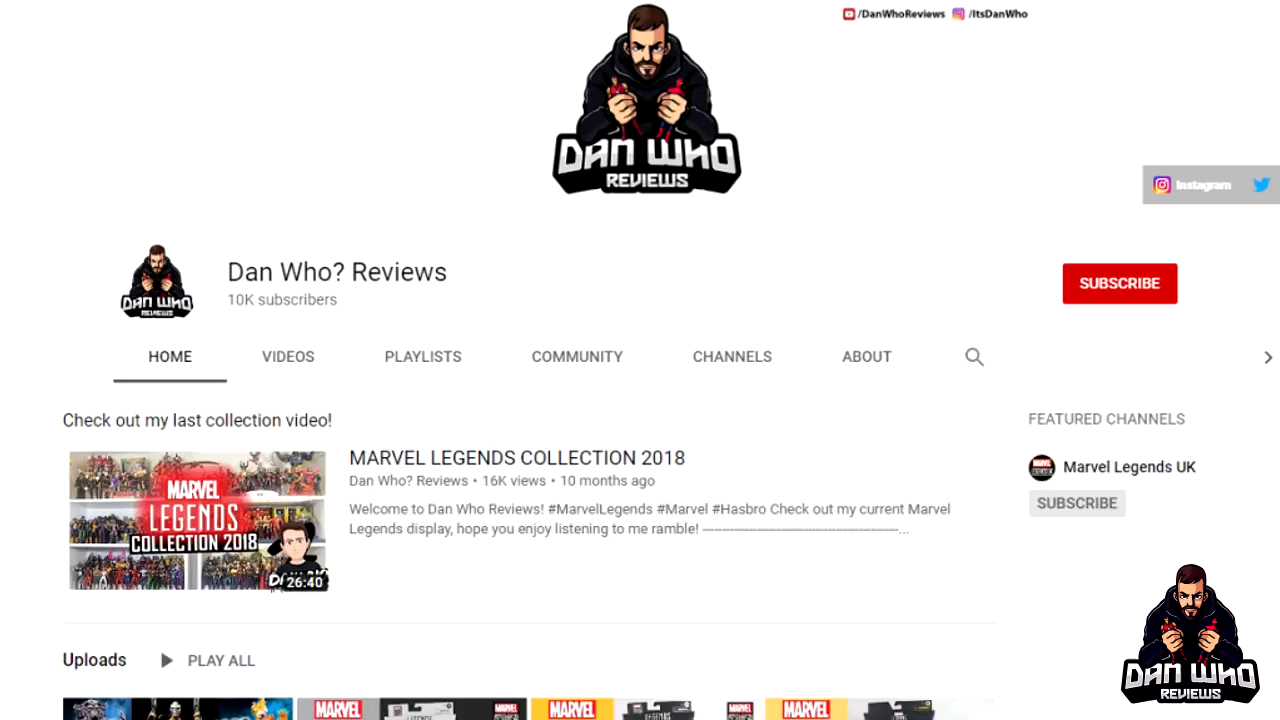 /DanWhoReviews /ItsDanWho
DAN WHO
REVIEWS
Instagram
DAN WHO
REVIEWS
Dan Who? Reviews
10K subscribers
SUBSCRIBE
HOME VIDEOS PLAYLISTS COMMUNITY CHANNELS ABOUT
Check out my last collection video!
MARVEL
LEGENDS
COLLECTION 2018
26:40
MARVEL LEGENDS COLLECTION 2018
Dan Who? Reviews • 16K views • 10 months ago
Welcome to Dan Who Reviews! #MarvelLegends #Marvel #Hasbro Check out my current Marvel
Legends display, hope you enjoy listening to me ramble! ----------------------------------------------------...
FEATURED CHANNELS
Marvel Legends UK
SUBSCRIBE
Uploads PLAY ALL
MARVEL
MARVEL
MARVEL
DAN WHO
REVIEWS